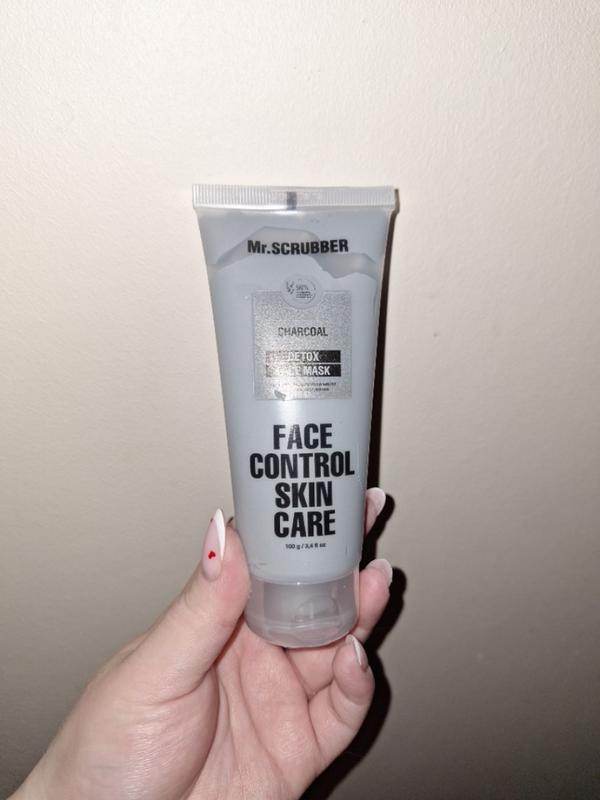 Mr.SCRUBBER
CHARCOAL
DETOX
MASK
FACE
CONTROL
SKIN
CARE
100 g / 3,4 fl oz